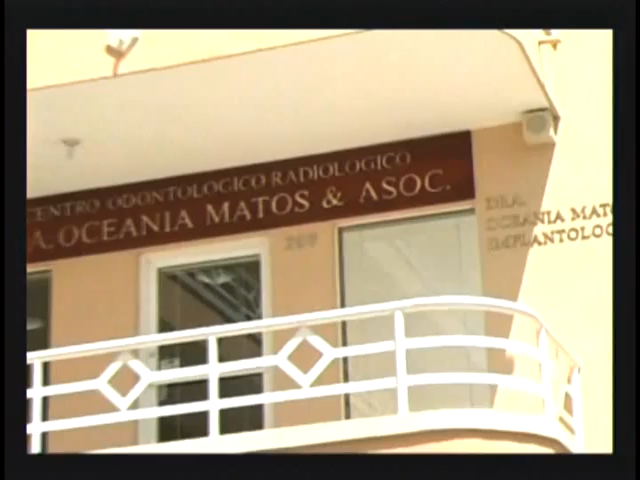 CENTRO ODONTOLOGICO RADIOLOGICO
A. OCEANIA MATOS & ASOC.
DRA.
OCEANIA MATO
IMPLANTOLOG